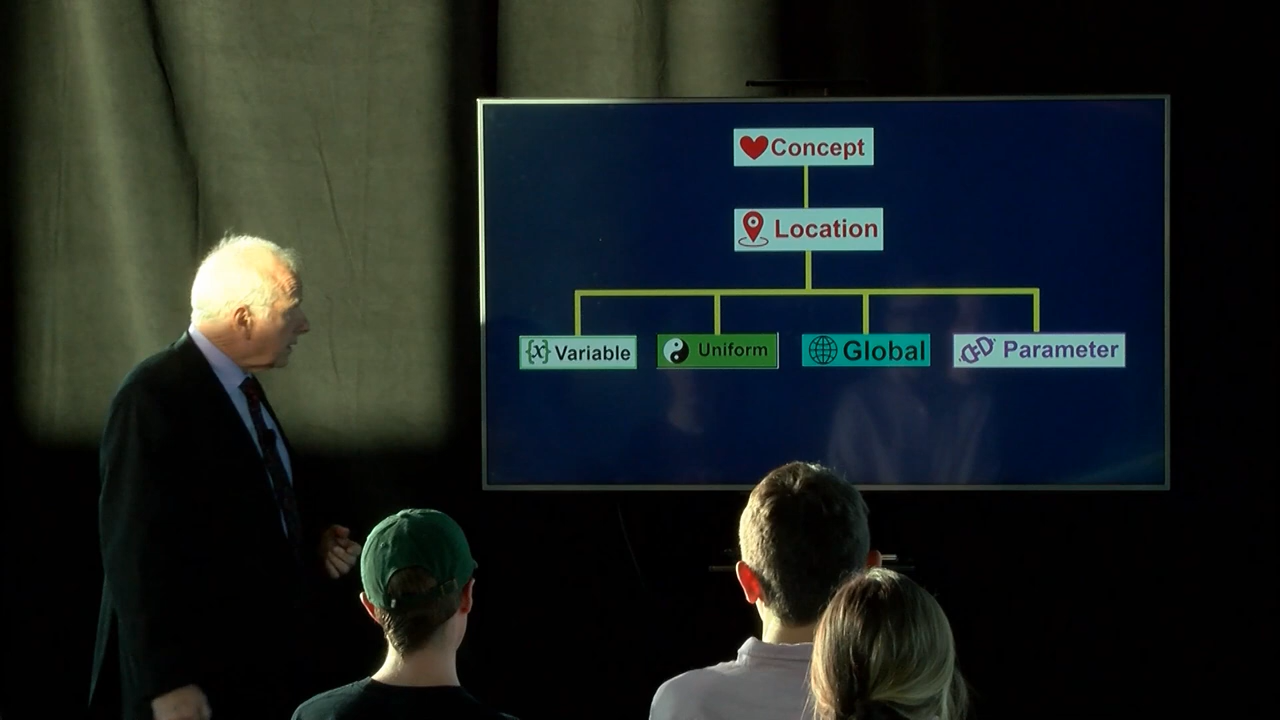 Concept
Location
Variable
Uniform
Global
Parameter